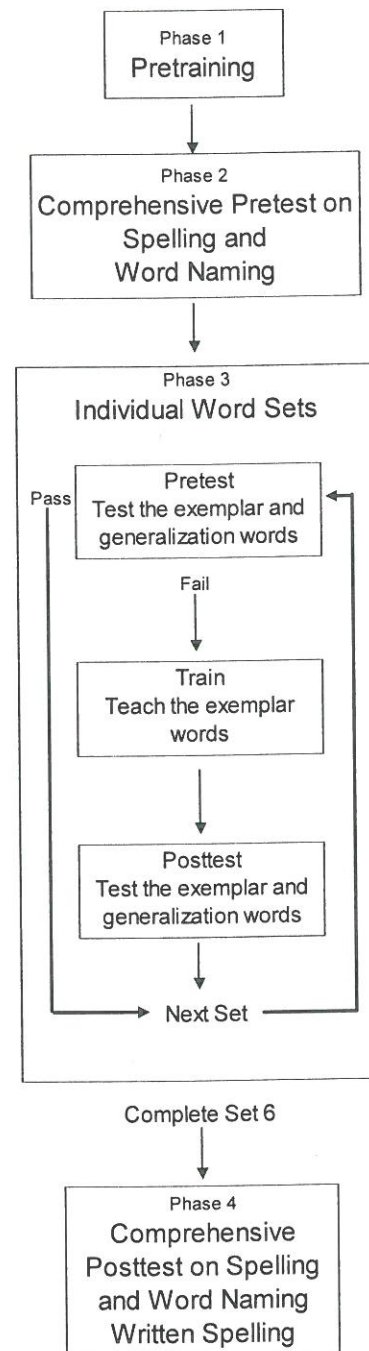 Phase 1
Pretraining
Phase 2
Comprehensive Pretest on
Spelling and
Word Naming
Phase 3
Individual Word Sets
Pretest
Pass
Test the exemplar and
generalization words
Fail
Train
Teach the exemplar
words
Posttest
Test the exemplar and
generalization words
Next Set
Complete Set 6
Phase 4
Comprehensive
Posttest on Spelling
and Word Naming
Written Spelling